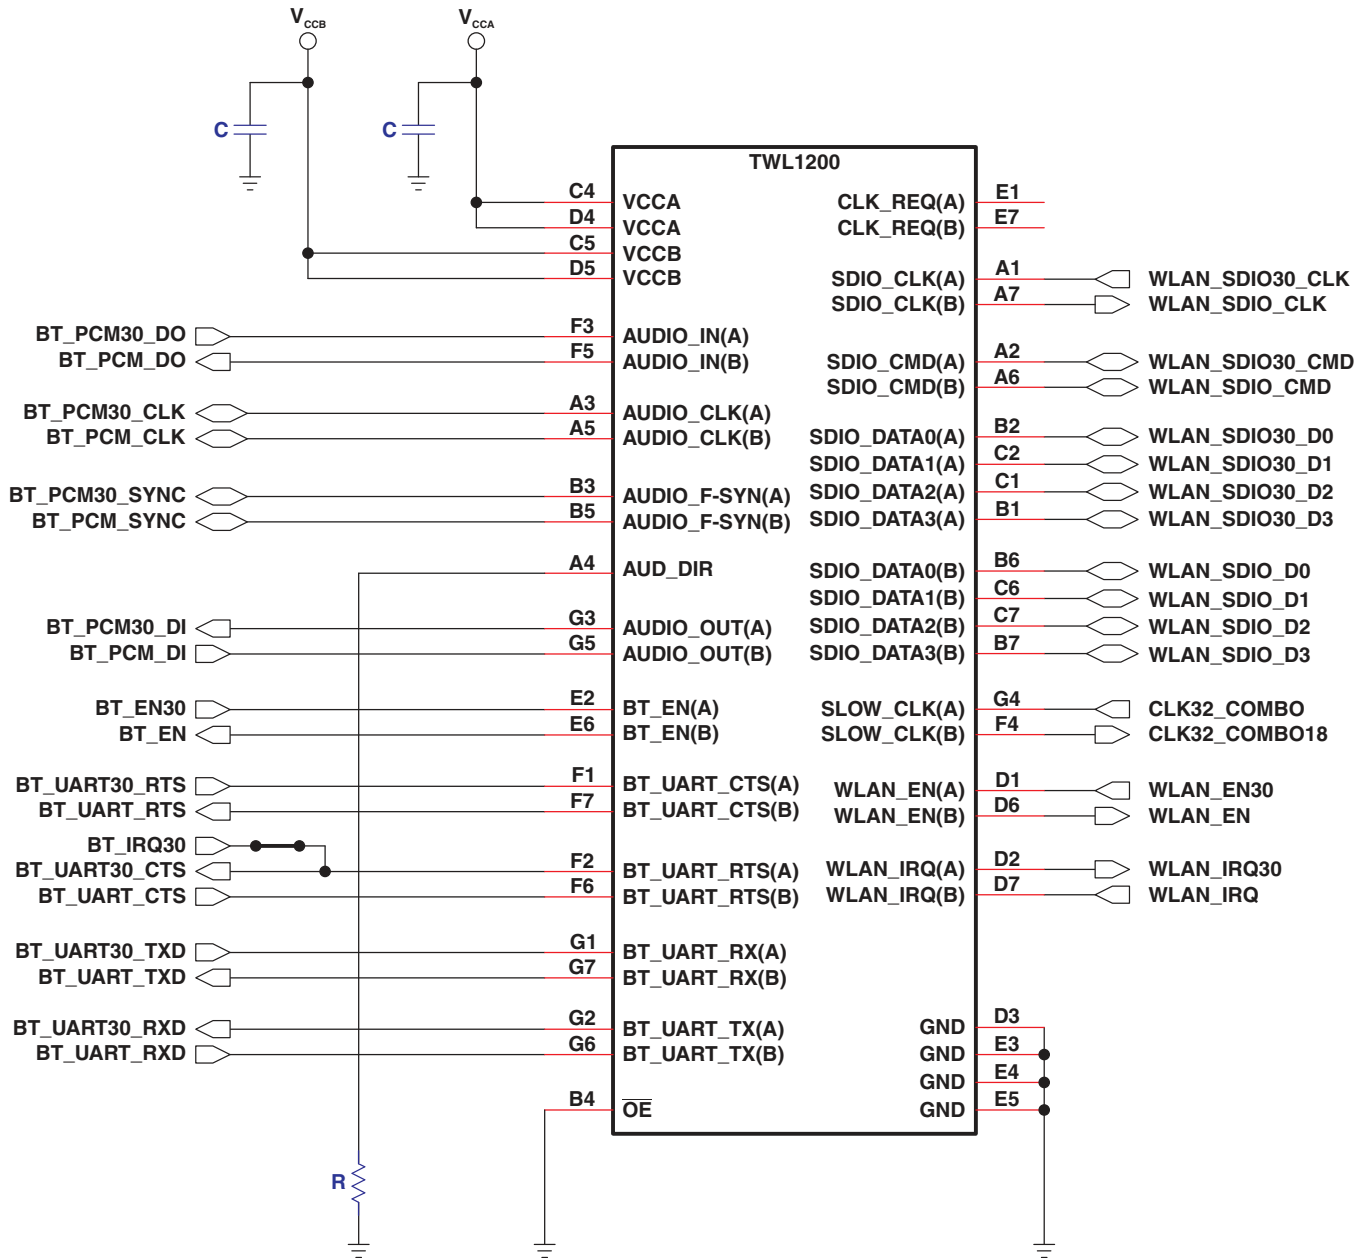 V_CCB V_CCA
C C
TWL1200
C4 VCCA CLK_REQ(A) E1
D4 VCCA CLK_REQ(B) E7
C5 VCCB
D5 VCCB SDIO_CLK(A) A1 WLAN_SDIO30_CLK
SDIO_CLK(B) A7 WLAN_SDIO_CLK
BT_PCM30_DO F3 AUDIO_IN(A)
BT_PCM_DO F5 AUDIO_IN(B) SDIO_CMD(A) A2 WLAN_SDIO30_CMD
SDIO_CMD(B) A6 WLAN_SDIO_CMD
BT_PCM30_CLK A3 AUDIO_CLK(A)
BT_PCM_CLK A5 AUDIO_CLK(B) SDIO_DATA0(A) B2 WLAN_SDIO30_D0
SDIO_DATA1(A) C2 WLAN_SDIO30_D1
BT_PCM30_SYNC B3 AUDIO_F-SYN(A) SDIO_DATA2(A) C1 WLAN_SDIO30_D2
BT_PCM_SYNC B5 AUDIO_F-SYN(B) SDIO_DATA3(A) B1 WLAN_SDIO30_D3
A4 AUD_DIR SDIO_DATA0(B) B6 WLAN_SDIO_D0
SDIO_DATA1(B) C6 WLAN_SDIO_D1
BT_PCM30_DI G3 AUDIO_OUT(A) SDIO_DATA2(B) C7 WLAN_SDIO_D2
BT_PCM_DI G5 AUDIO_OUT(B) SDIO_DATA3(B) B7 WLAN_SDIO_D3
BT_EN30 E2 BT_EN(A) SLOW_CLK(A) G4 CLK32_COMBO
BT_EN E6 BT_EN(B) SLOW_CLK(B) F4 CLK32_COMBO18
BT_UART30_RTS F1 BT_UART_CTS(A) WLAN_EN(A) D1 WLAN_EN30
BT_UART_RTS F7 BT_UART_CTS(B) WLAN_EN(B) D6 WLAN_EN
BT_IRQ30
BT_UART30_CTS F2 BT_UART_RTS(A) WLAN_IRQ(A) D2 WLAN_IRQ30
BT_UART_CTS F6 BT_UART_RTS(B) WLAN_IRQ(B) D7 WLAN_IRQ
BT_UART30_TXD G1 BT_UART_RX(A)
BT_UART_TXD G7 BT_UART_RX(B)
BT_UART30_RXD G2 BT_UART_TX(A) GND D3
BT_UART_RXD G6 BT_UART_TX(B) GND E3
GND E4
B4 OE GND E5
R